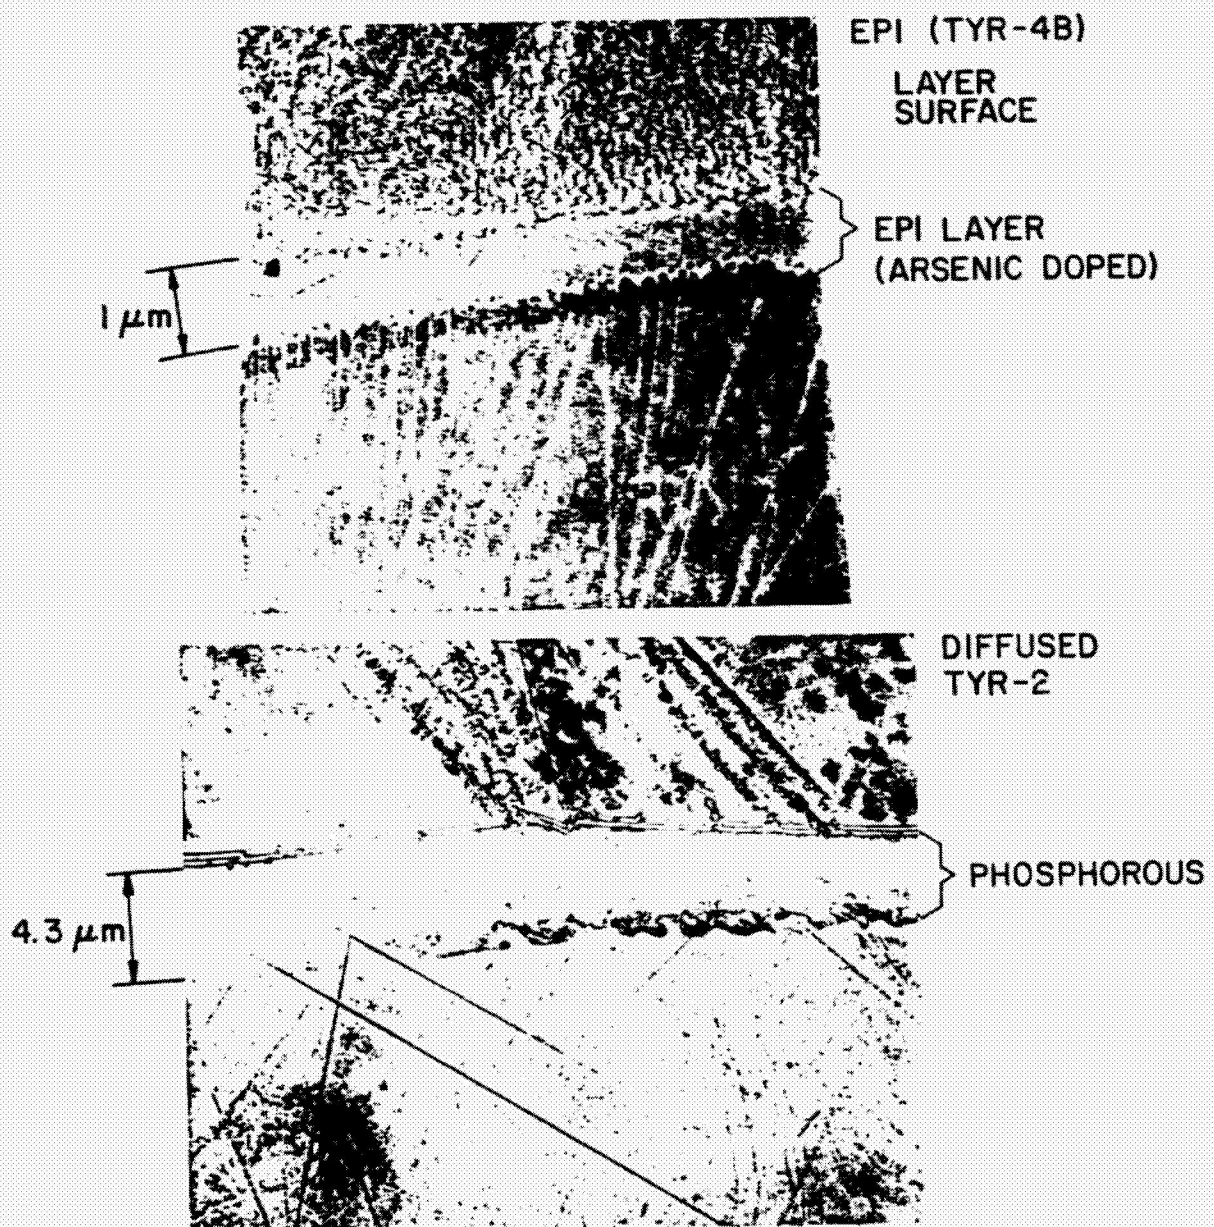 EPI (TYR-4B)
LAYER
SURFACE
EPI LAYER
(ARSENIC DOPED)
1 μm
DIFFUSED
TYR-2
PHOSPHOROUS
4.3 μm